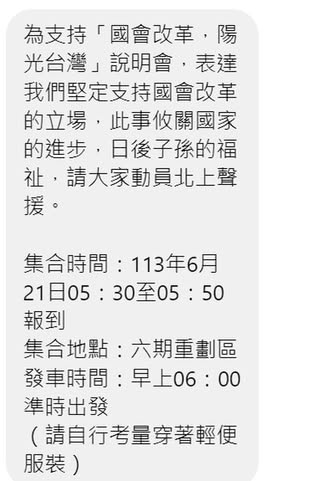 為支持「國會改革，陽
光台灣」說明會，表達
我們堅定支持國會改革
的立場，此事攸關國家
的進步，日後子孫的福
祉，請大家動員北上聲
援。
集合時間：113年6月
21日05：30至05：50
報到
集合地點：六期重劃區
發車時間：早上06：00
準時出發
（請自行考量穿著輕便
服裝）